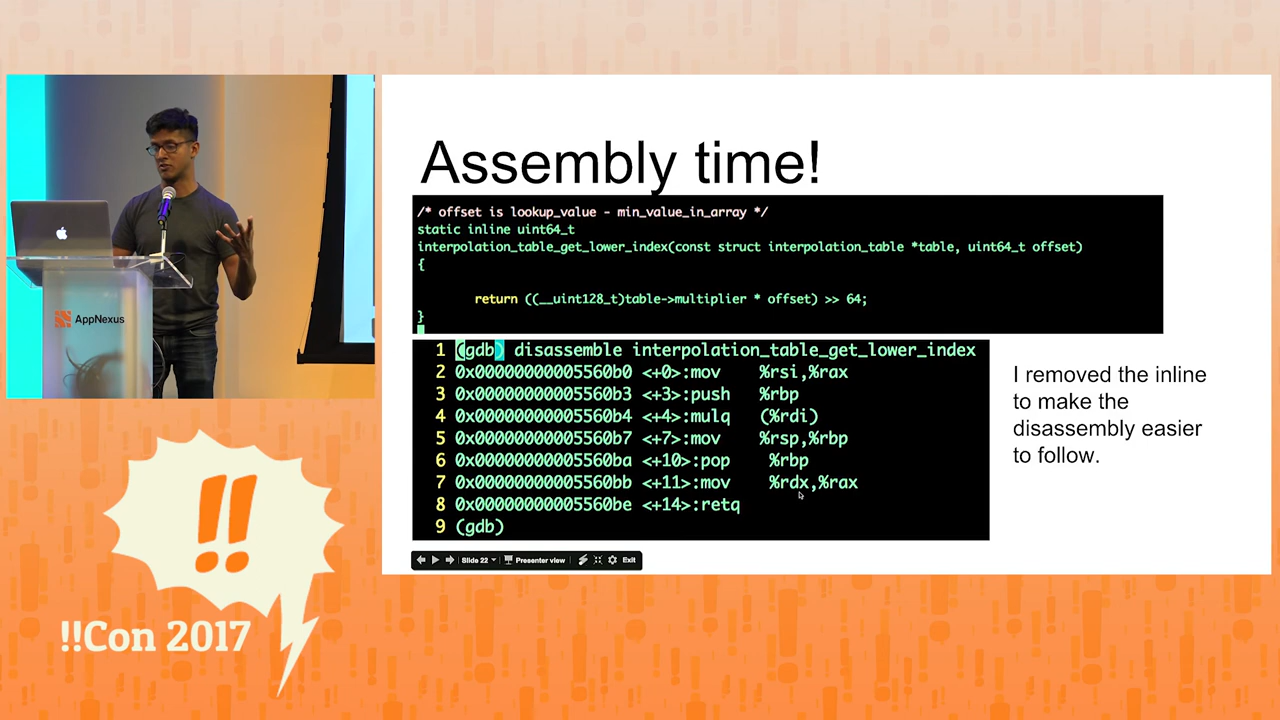 Assembly time!
/* offset is lookup_value - min_value_in_array */
static inline uint64_t
interpolation_table_get_lower_index(const struct interpolation_table *table, uint64_t offset)
{
return ((__uint128_t)table->multiplier * offset) >> 64;
}
1 (gdb) disassemble interpolation_table_get_lower_index
2 0x00000000005560b0 <+0>:mov %rsi,%rax
3 0x00000000005560b3 <+3>:push %rbp
4 0x00000000005560b4 <+4>:mulq (%rdi)
5 0x00000000005560b7 <+7>:mov %rsp,%rbp
6 0x00000000005560ba <+10>:pop %rbp
7 0x00000000005560bb <+11>:mov %rdx,%rax
8 0x00000000005560be <+14>:retq
9 (gdb)
I removed the inline
to make the
disassembly easier
to follow.
Slide 22 Presenter view Exit
AppNexus
!!
!!Con 2017